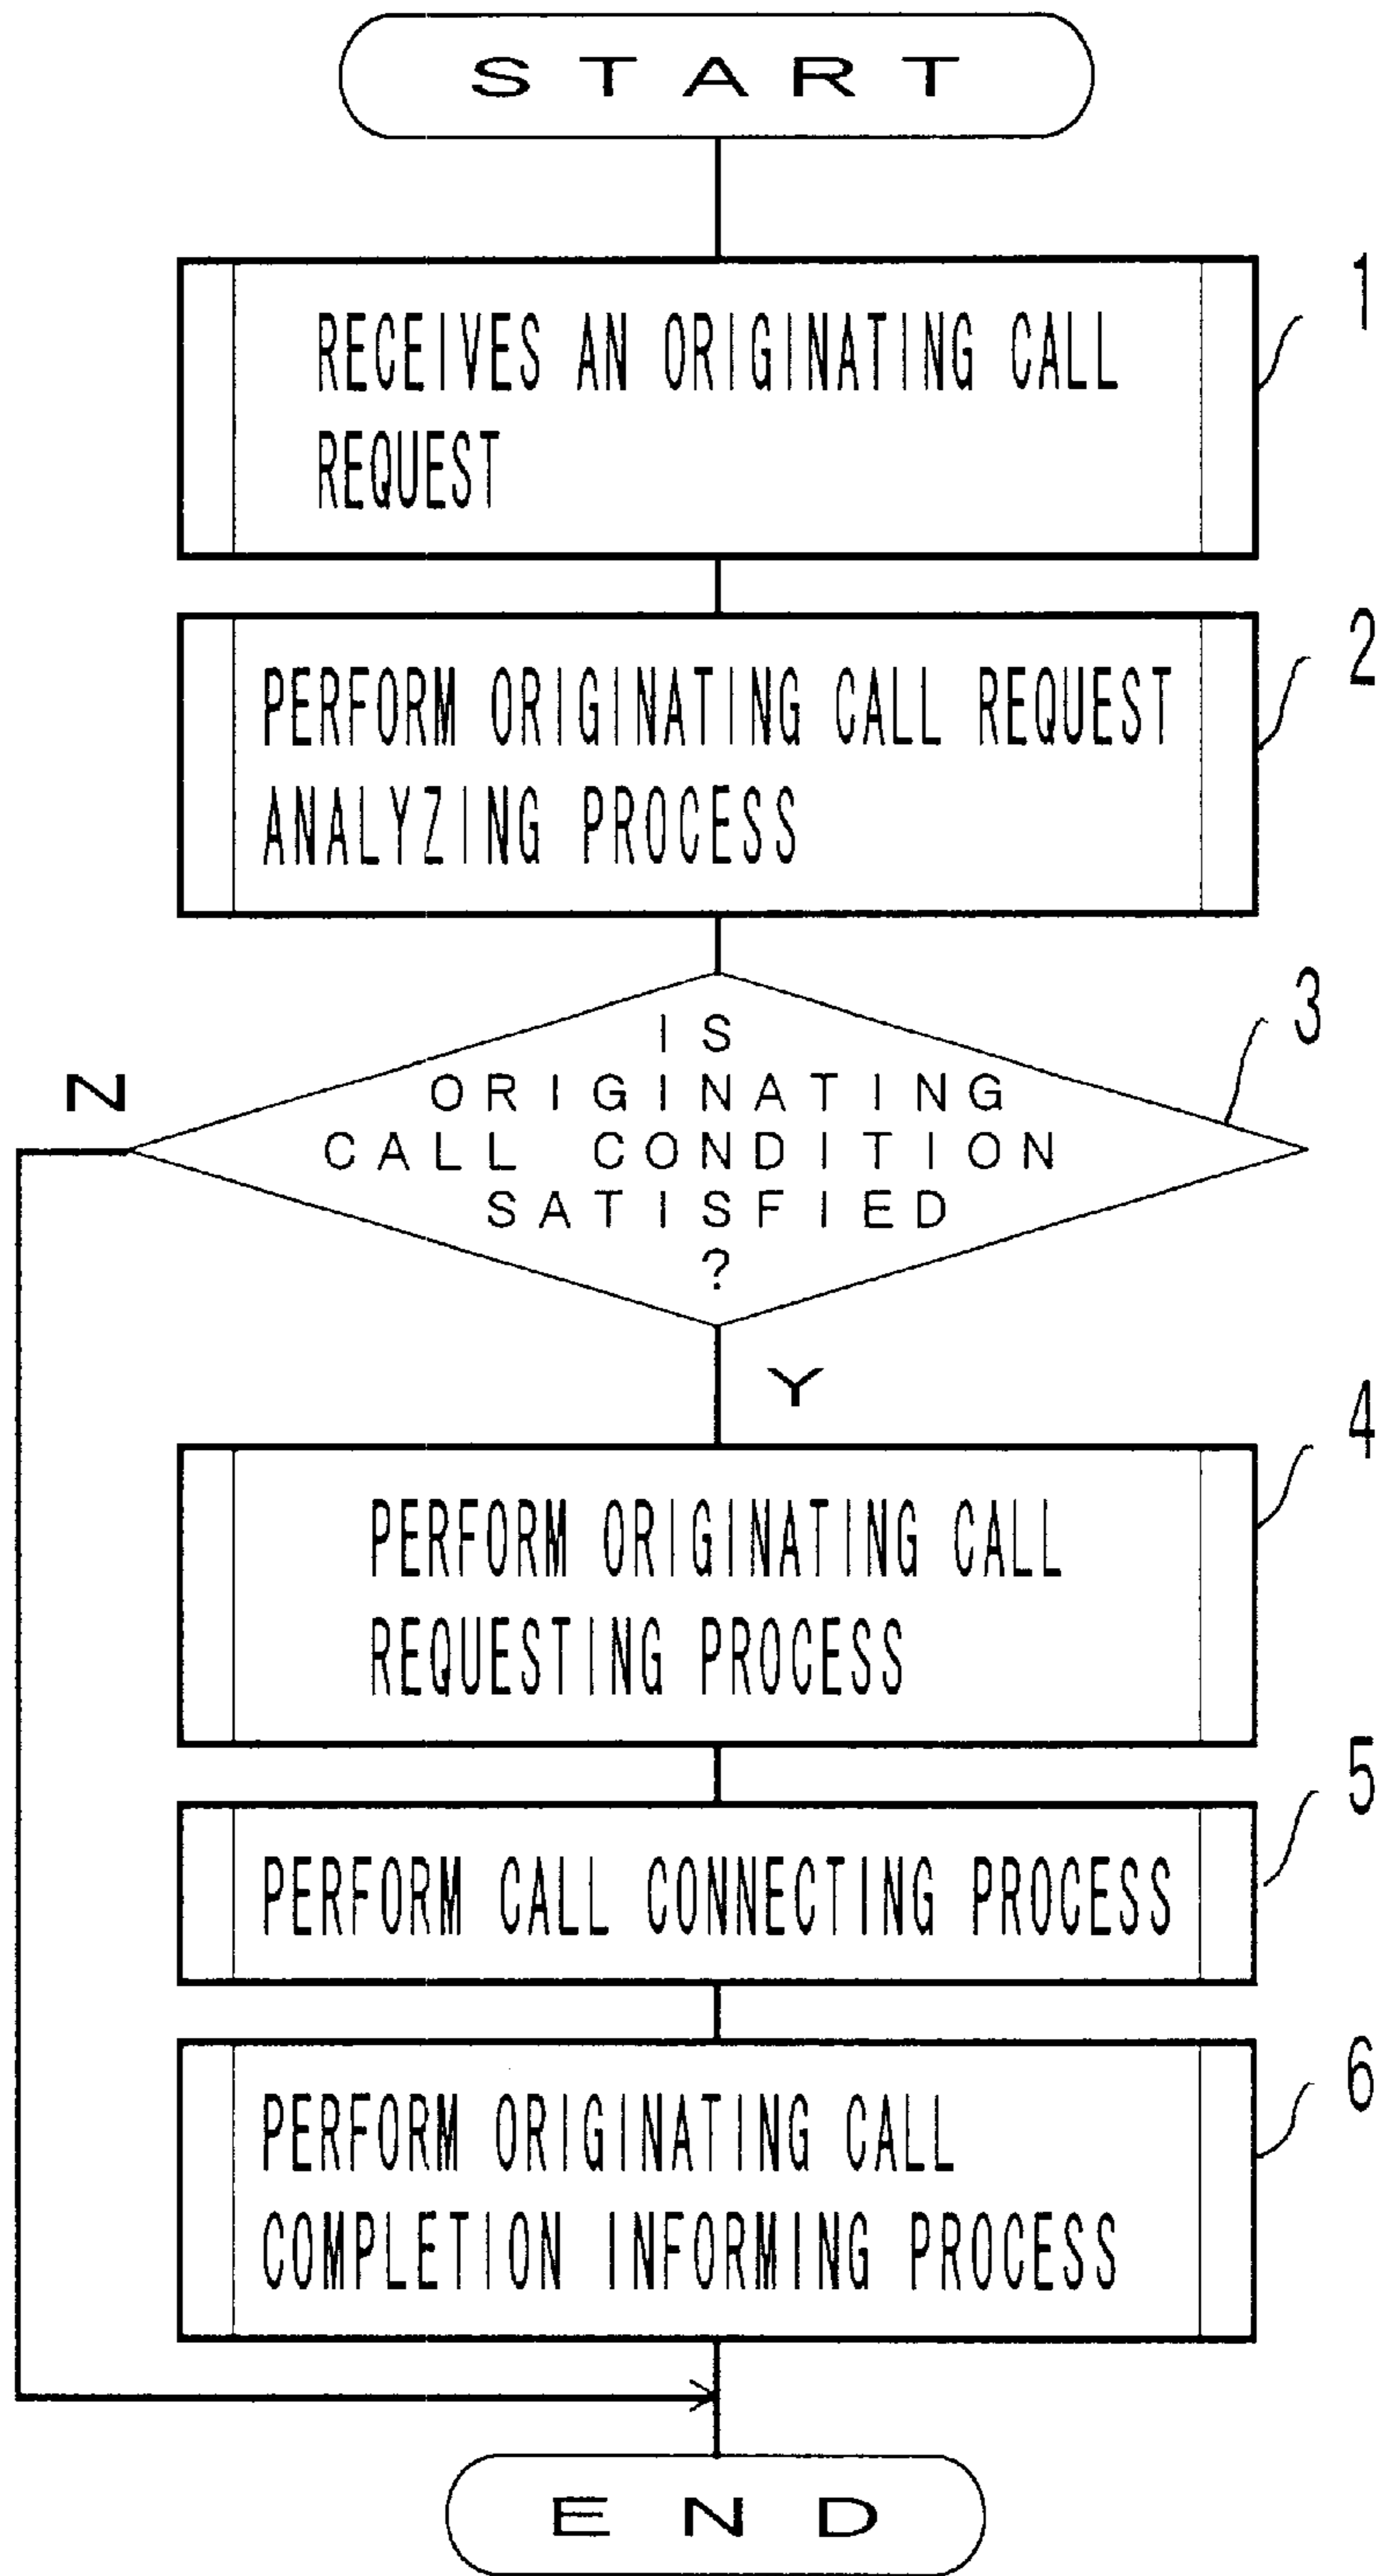 START
1
RECEIVES AN ORIGINATING CALL
REQUEST
2
PERFORM ORIGINATING CALL REQUEST
ANALYZING PROCESS
3
IS
ORIGINATING
CALL CONDITION
SATISFIED
?
N
Y
4
PERFORM ORIGINATING CALL
REQUESTING PROCESS
5
PERFORM CALL CONNECTING PROCESS
6
PERFORM ORIGINATING CALL
COMPLETION INFORMING PROCESS
END